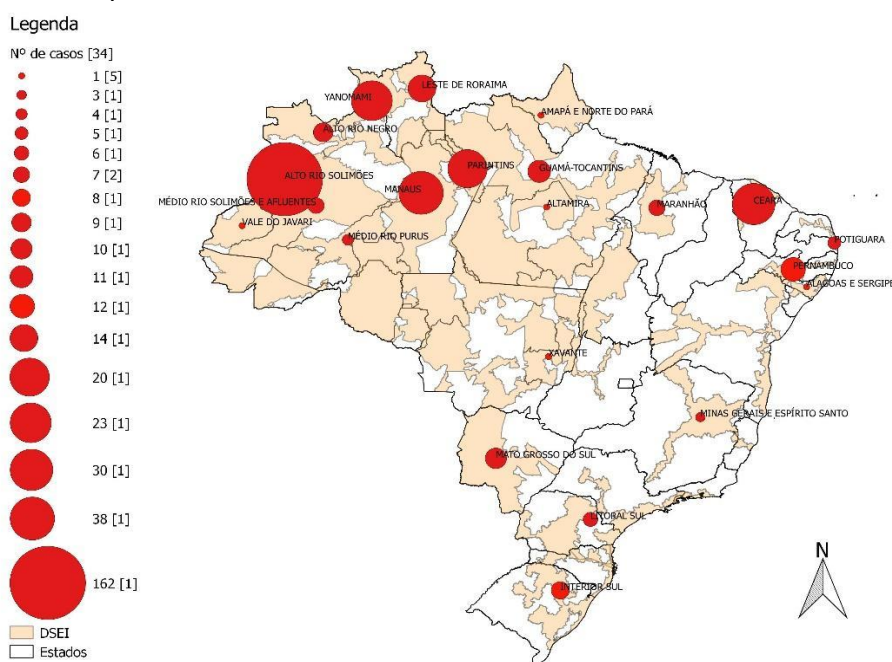 Legenda
Nº de casos [34]
1 [5]
3 [1]
4 [1]
5 [1]
6 [1]
7 [2]
8 [1]
9 [1]
10 [1]
11 [1]
12 [1]
14 [1]
20 [1]
23 [1]
30 [1]
38 [1]
162 [1]
DSEI
Estados
LESTE DE RORAIMA
YANOMAMI
AMAPÁ E NORTE DO PARÁ
ALTO RIO NEGRO
PARINTINS
GUAMÁ-TOCANTINS
ALTO RIO SOLIMÕES
MANAUS
MÉDIO RIO SOLIMÕES E AFLUENTES
ALTAMIRA
MARANHÃO
CEARÁ
VALE DO JAVARI
MÉDIO RIO PURUS
POTIGUARA
PERNAMBUCO
ALAGOAS E SERGIPE
XAVANTE
MINAS GERAIS E ESPÍRITO SANTO
MATO GROSSO DO SUL
LITORAL SUL
INTERIOR SUL
N